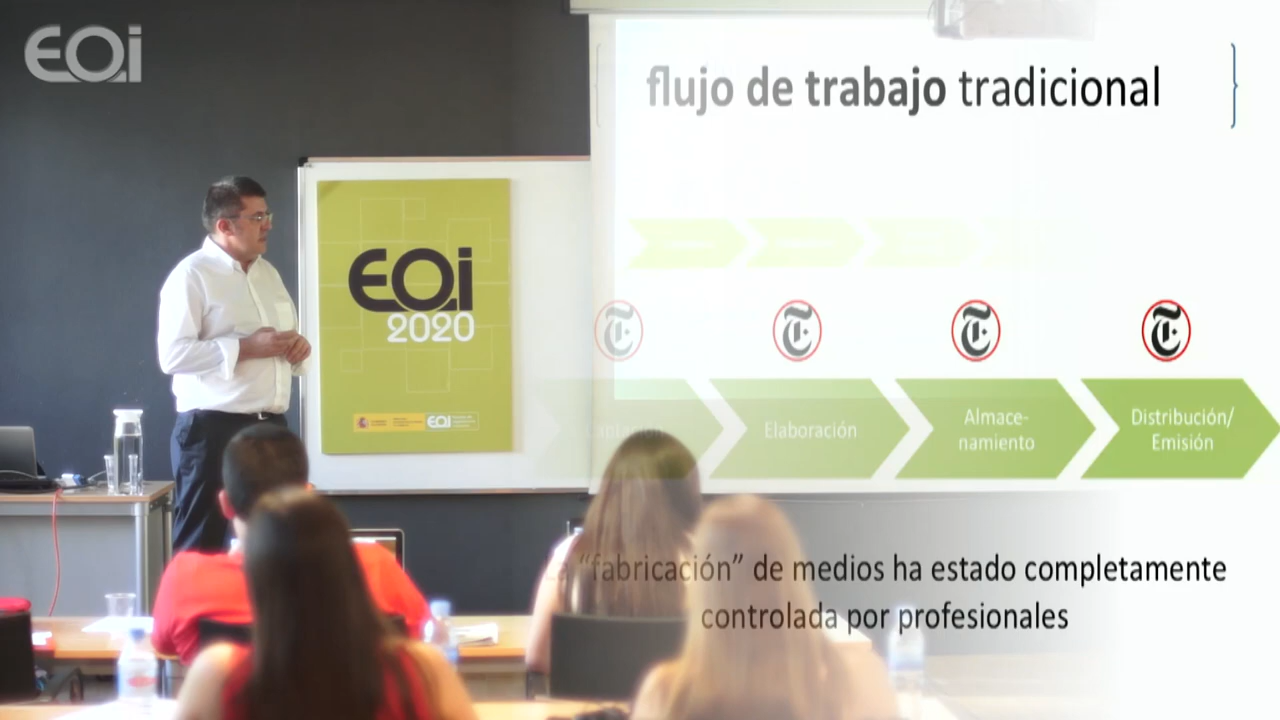 EOi
flujo de trabajo tradicional
EOi
2020
EOi
Elaboración
Almace-
namiento
Distribución/
Emisión
"fabricación" de medios ha estado completamente
controlada por profesionales